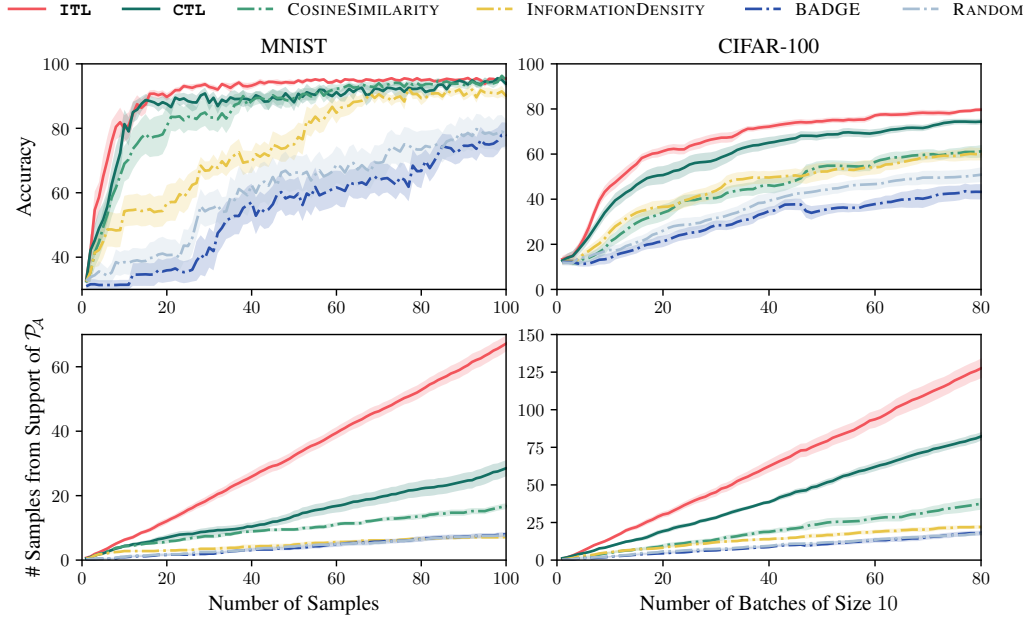 ITL CTL COSINESIMILARITY INFORMATIONDENSITY BADGE RANDOM
MNIST CIFAR-100
100 100
80 80
60 60
40 40
20
0
Accuracy
0 20 40 60 80 100 0 20 40 60 80
60 150
40 125
20 100
0 75
50
25
0
# Samples from Support of 𝒫_𝒜
0 20 40 60 80 100 0 20 40 60 80
Number of Samples Number of Batches of Size 10